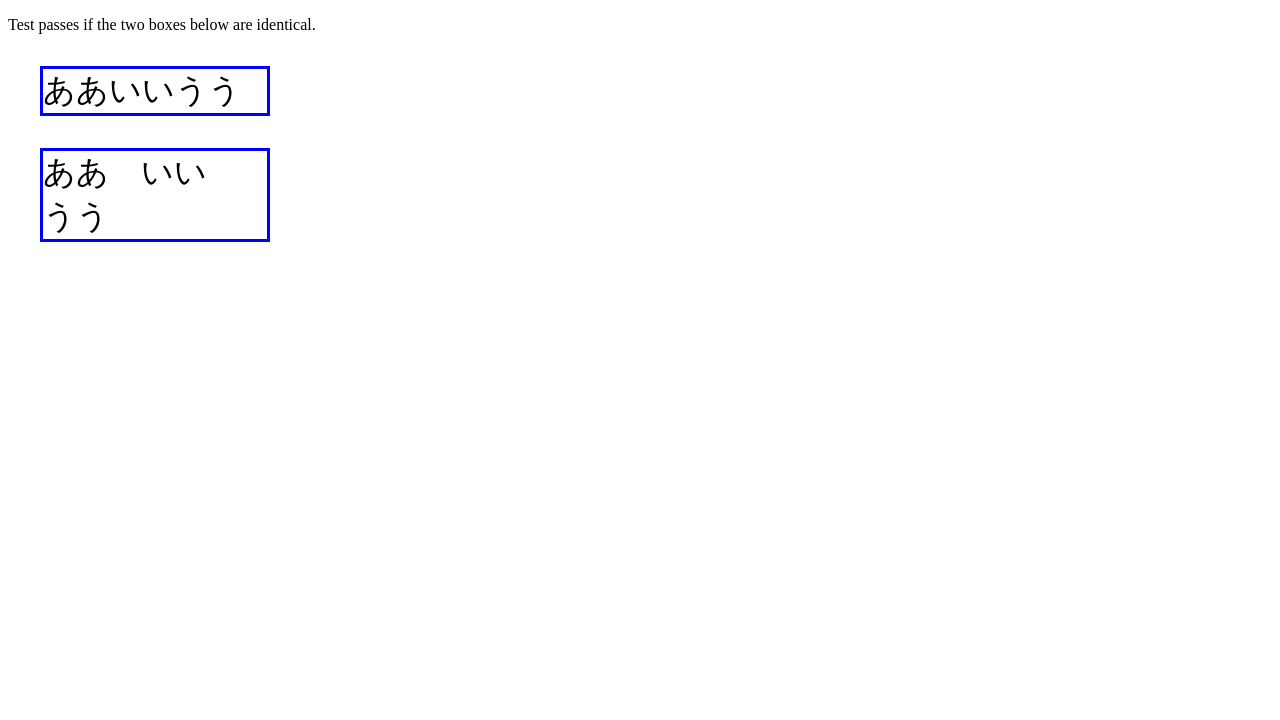 Test passes if the two boxes below are identical.
ああいいうう
ああ　いい
うう